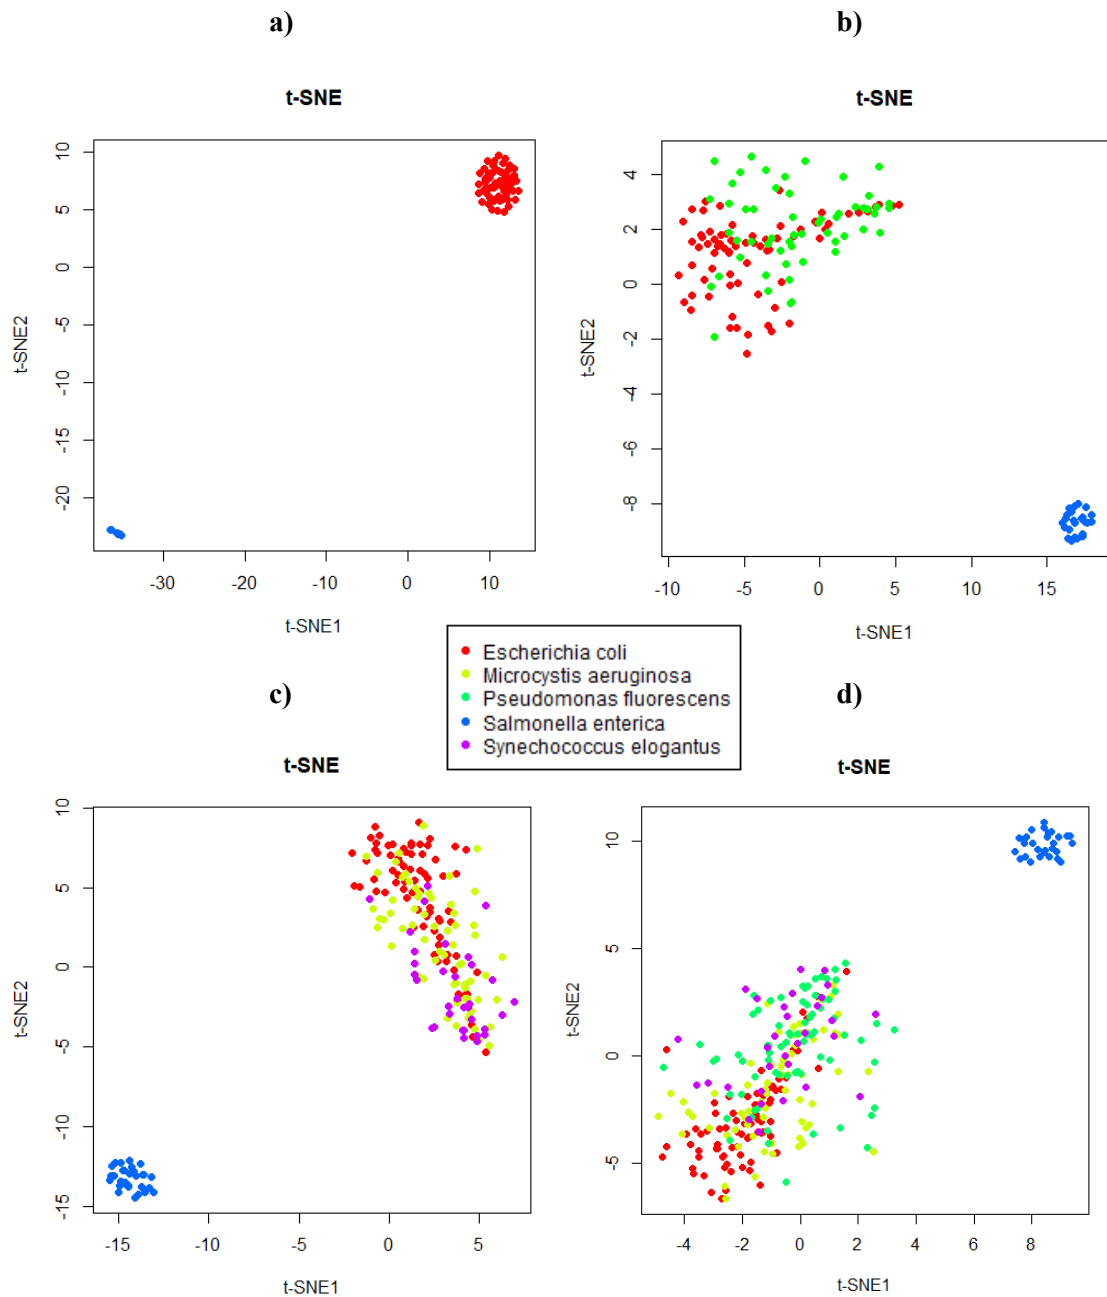 a)
b)
t-SNE
t-SNE
10
5
0
-5
-10
-15
-20
t-SNE2
-30
-20
-10
0
10
t-SNE1
4
2
0
-2
-4
-6
-8
t-SNE2
-10
-5
0
5
10
15
t-SNE1
Escherichia coli
Microcystis aeruginosa
Pseudomonas fluorescens
Salmonella enterica
Synechococcus elogantus
c)
d)
t-SNE
t-SNE
10
5
0
-5
-10
-15
t-SNE2
-15
-10
-5
0
5
t-SNE1
10
5
0
-5
t-SNE2
-4
-2
0
2
4
6
8
t-SNE1